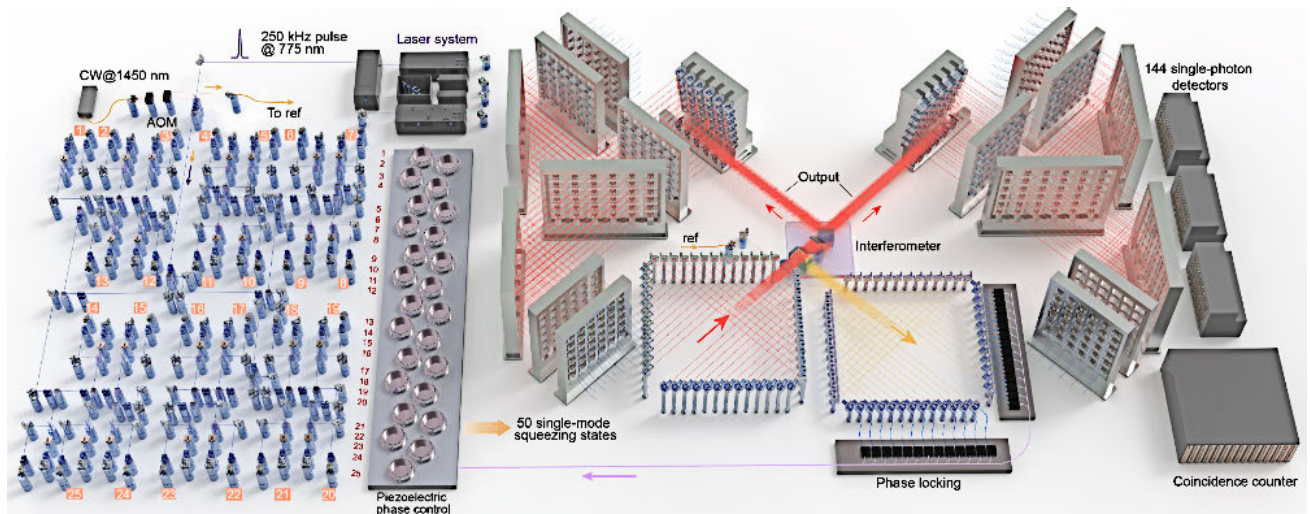 250 kHz pulse
@ 775 nm
Laser system
CW@1450 nm
AOM
To ref
1 2 3 4 5 6 7
13 12 11 10 9 8
14 15 16 17 18 19
25 24 23 22 21 20
1
2
3
4
5
6
7
8
9
10
11
12
13
14
15
16
17
18
19
20
21
22
23
24
25
Piezoelectric
phase control
50 single-mode
squeezing states
Output
ref
Interferometer
Phase locking
144 single-photon
detectors
Coincidence counter